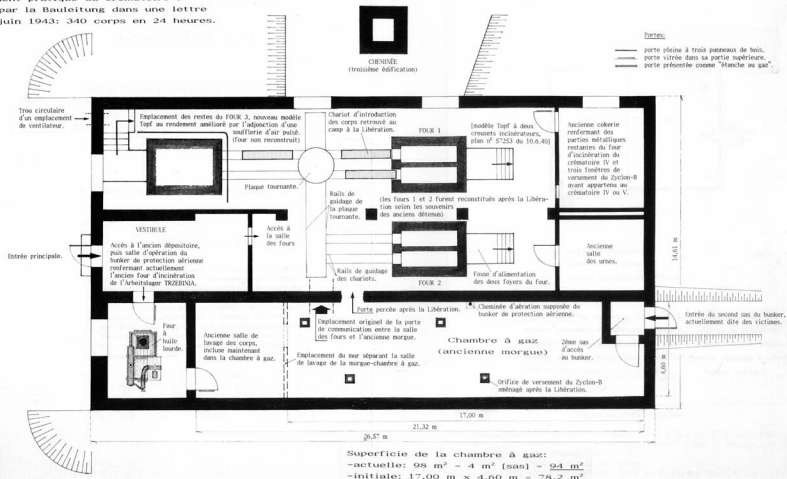 par la Bauleitung dans une lettre
juin 1943: 340 corps en 24 heures.
CHEMINÉE
(troisième édification)
Portes:
porte pleine à trois panneaux de bois.
porte vitrée dans sa partie supérieure.
porte présentée comme "étanche au gaz".
Trou circulaire
d'un emplacement
de ventilateur.
Emplacement des restes du FOUR 3, nouveau modèle
Topf au rendement amélioré par l'adjonction d'une
soufflerie d'air pulsé.
(four non reconstruit)
Chariot d'introduction
des corps retrouvé au
camp à la Libération.
FOUR 1
[modèle Topf à deux
creusets incinérateurs,
plan n° 57253 du 10.6.40]
Ancienne cokerie
renfermant des
parties métalliques
restantes du four
d'incinération du
crématoire IV et
trois fenêtres de
versement du Zyclon-B
ayant appartenu au
crématoire IV ou V.
Plaque tournante.
Rails de
guidage de
la plaque
tournante.
(les fours 1 et 2 furent reconstitués après la Libéra-
tion selon les souvenirs
des anciens détenus)
VESTIBULE
Accès à l'ancien dépositoire,
puis salle d'opération du
bunker de protection aérienne
renfermant actuellement
l'ancien four d'incinération
de l'Arbeitslager TRZEBINIA.
Accès à
la salle
des fours
Entrée principale.
Rails de guidage
des chariots.
FOUR 2
Fosse d'alimentation
des deux foyers du four.
Ancienne
salle
des urnes.
14,61 m
Porte percée après la Libération.
Cheminée d'aération supposée du
bunker de protection aérienne.
Emplacement originel de la porte
de communication entre la salle
des fours et l'ancienne morgue.
Entrée du second sas du bunker,
actuellement dite des victimes.
Four
à
huile
lourde.
Ancienne salle de
lavage des corps,
incluse maintenant
dans la chambre à gaz.
Chambre à gaz
(ancienne morgue)
2ème sas
d'accès
au bunker.
Emplacement du mur séparant la salle
de lavage de la morgue-chambre à gaz.
Orifice de versement du Zyclon-B
aménagé après la Libération.
4,60 m
17,00 m
21,32 m
26,57 m
Superficie de la chambre à gaz:
-actuelle: 98 m² - 4 m² [sas] = 94 m²
-initiale: 17,00 m x 4,60 m = 78,2 m²